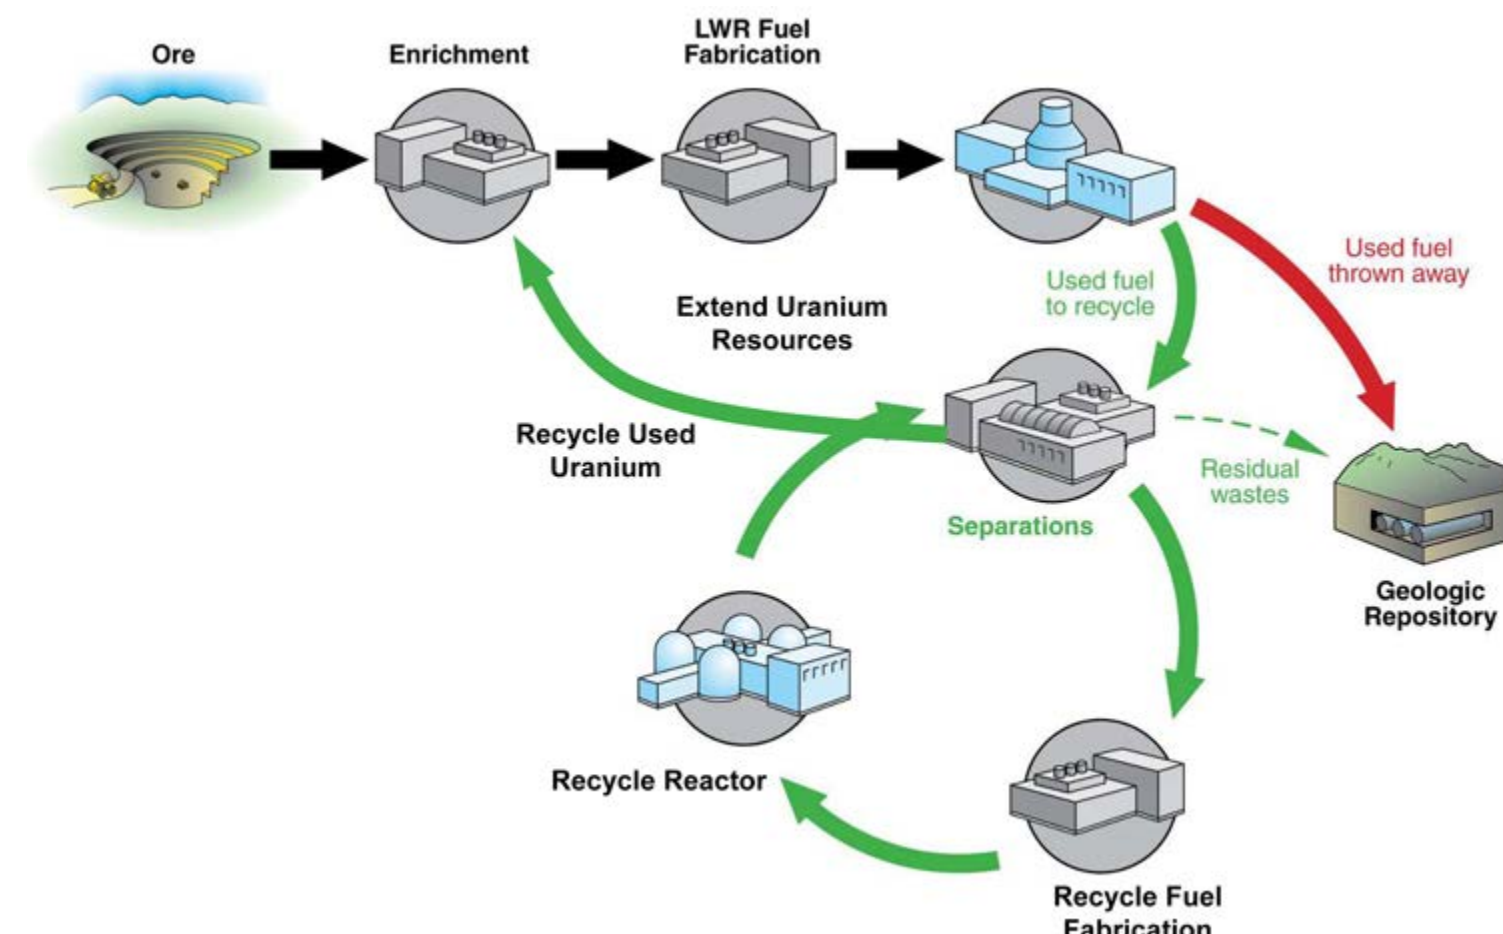 Ore
Enrichment
LWR Fuel
Fabrication
Used fuel
thrown away
Used fuel
to recycle
Extend Uranium
Resources
Recycle Used
Uranium
Residual
wastes
Separations
Geologic
Repository
Recycle Reactor
Recycle Fuel
Fabrication